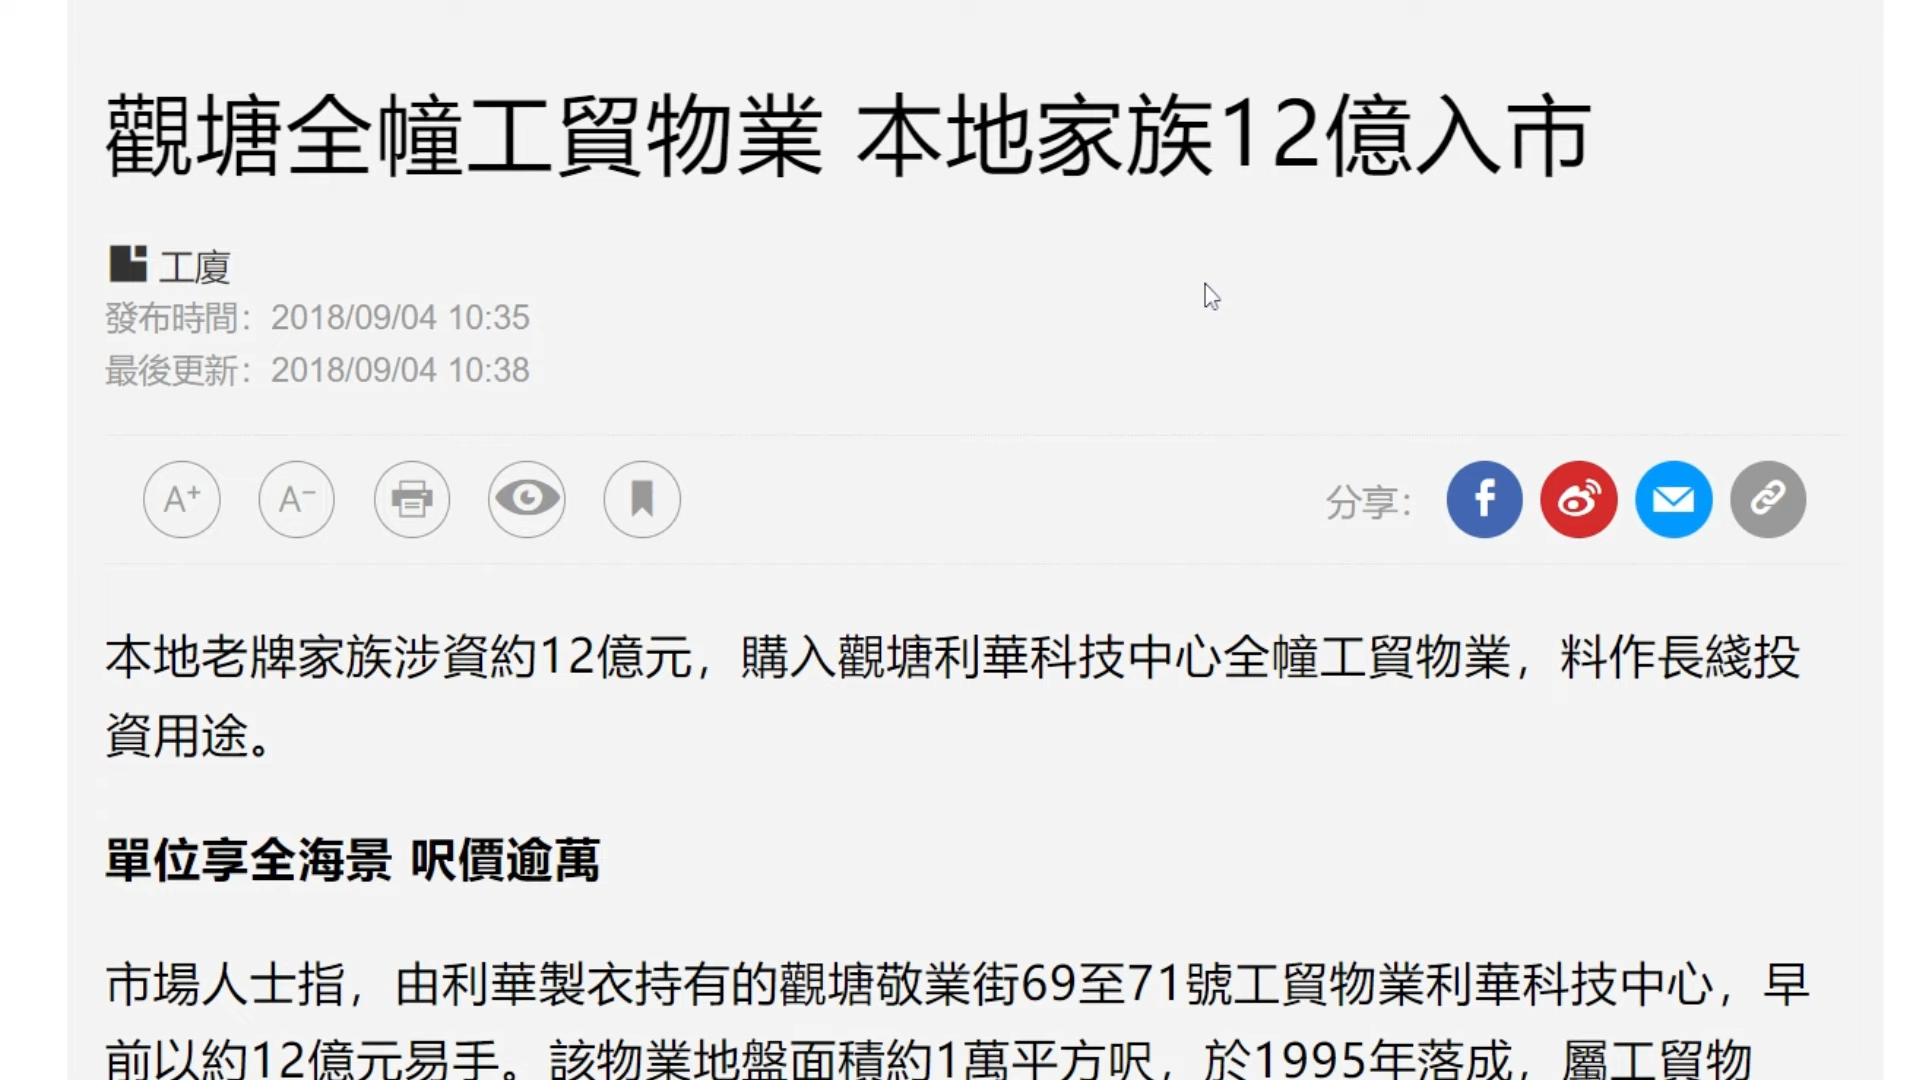 觀塘全幢工貿物業 本地家族12億入市
工廈
發布時間：2018/09/04 10:35
最後更新：2018/09/04 10:38
A+ A− 分享：
本地老牌家族涉資約12億元，購入觀塘利華科技中心全幢工貿物業，料作長綫投
資用途。
單位享全海景 呎價逾萬
市場人士指，由利華製衣持有的觀塘敬業街69至71號工貿物業利華科技中心，早
前以約12億元易手。該物業地盤面積約1萬平方呎，於1995年落成，屬工貿物